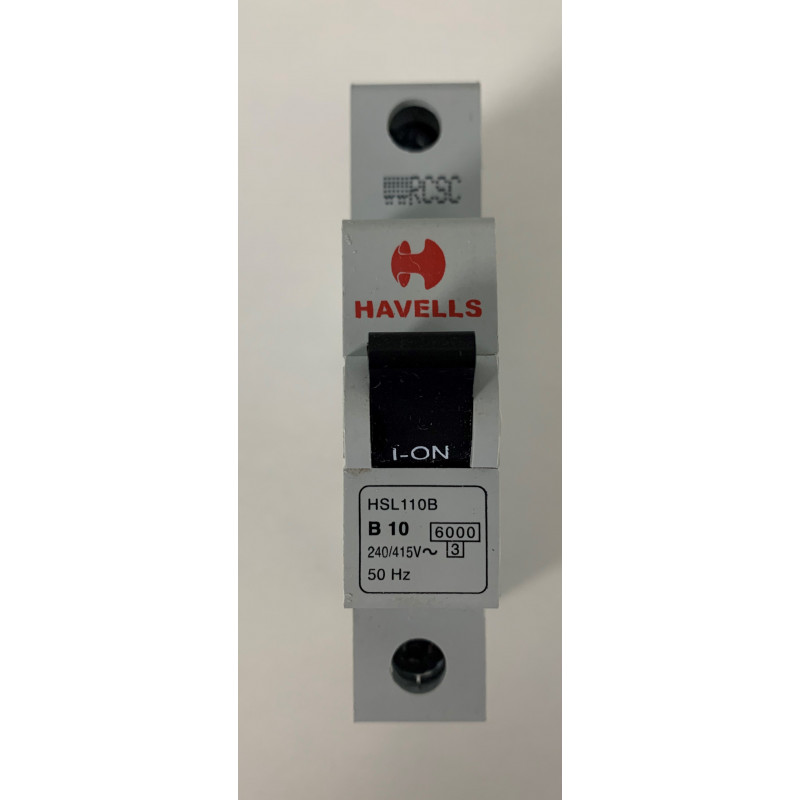 RCSC
HAVELLS
I-ON
HSL110B
B 10 6000
240/415V~ 3
50 Hz